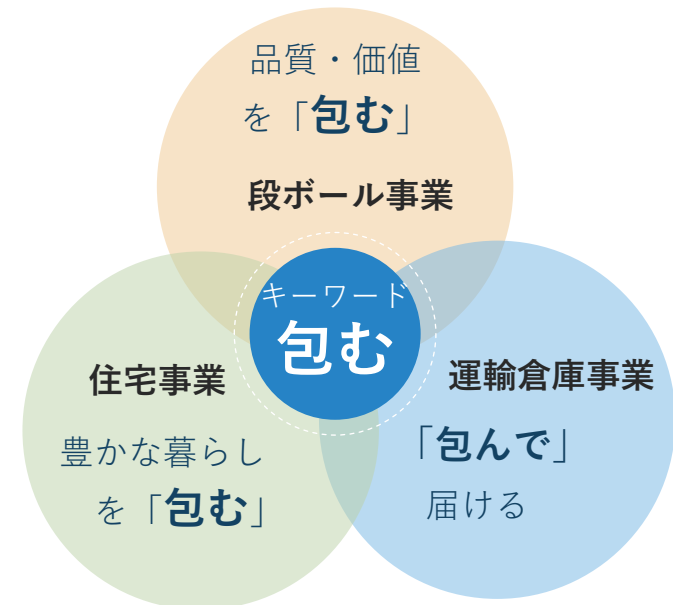 品質・価値
を「包む」
段ボール事業
キーワード
包む
住宅事業
豊かな暮らし
を「包む」
運輸倉庫事業
「包んで」
届ける